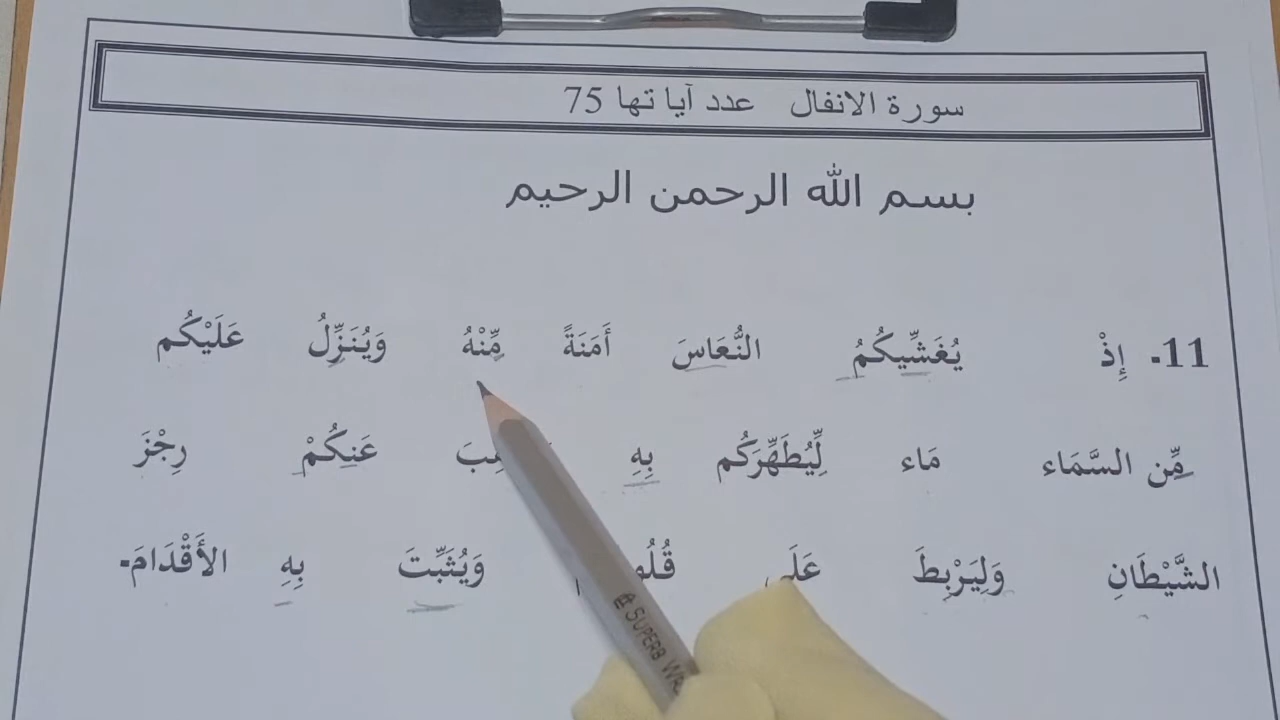 سورة الانفال عدد آيا تها 75
بسم الله الرحمن الرحيم
11. إِذْ يُغَشِّيكُمُ النُّعَاسَ أَمَنَةً مِّنْهُ وَيُنَزِّلُ عَلَيْكُم
مِّن السَّمَاء مَاء لِّيُطَهِّرَكُم بِهِ عَنكُمْ رِجْزَ
الشَّيْطَانِ وَلِيَرْبِطَ عَلَى وَيُثَبِّتَ بِهِ الأَقْدَامَ.
SUPERB